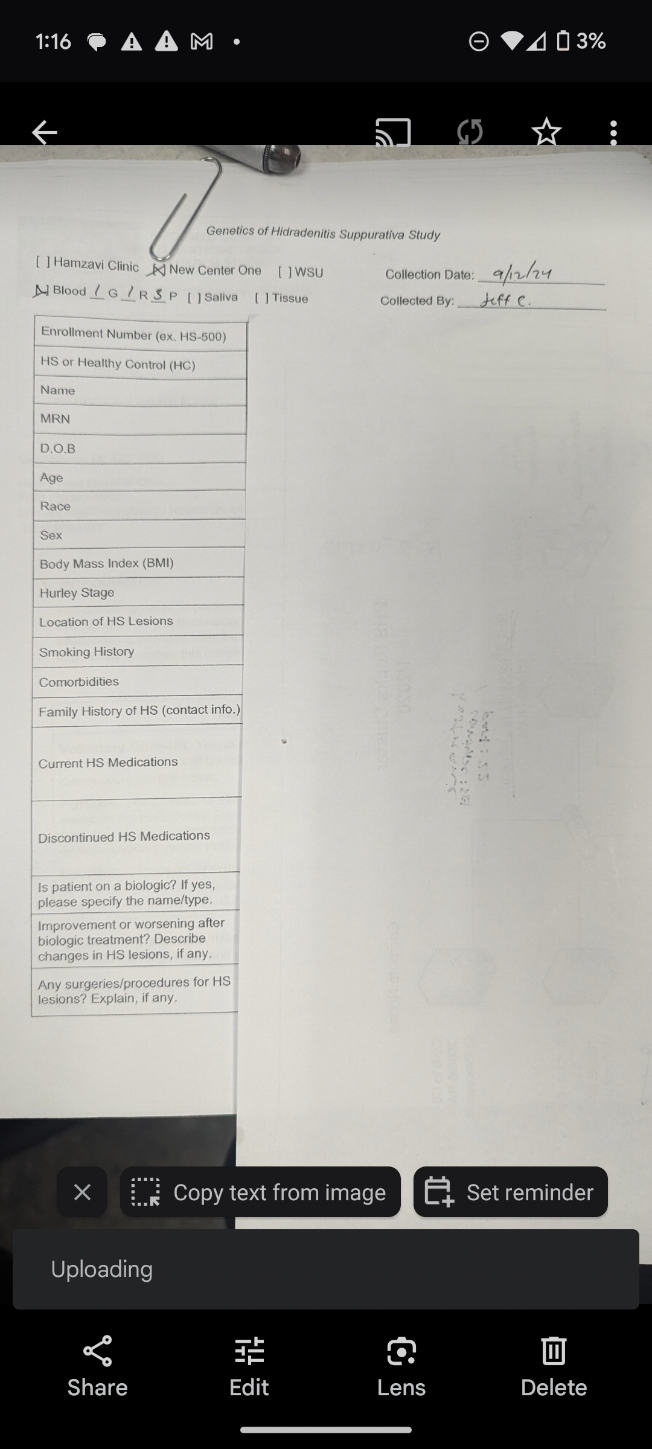 1:16 3%
Genetics of Hidradenitis Suppurativa Study
[ ] Hamzavi Clinic [X] New Center One [ ] WSU Collection Date: 9/12/24
[X] Blood 1 G 1 R 3 P [ ] Saliva [ ] Tissue Collected By: Jeff C.
Enrollment Number (ex. HS-500)
HS or Healthy Control (HC)
Name
MRN
D.O.B
Age
Race
Sex
Body Mass Index (BMI)
Hurley Stage
Location of HS Lesions
Smoking History
Comorbidities
Family History of HS (contact info.)
Current HS Medications
Discontinued HS Medications
Is patient on a biologic? If yes,
please specify the name/type.
Improvement or worsening after
biologic treatment? Describe
changes in HS lesions, if any.
Any surgeries/procedures for HS
lesions? Explain, if any.
Copy text from image Set reminder
Uploading
Share Edit Lens Delete